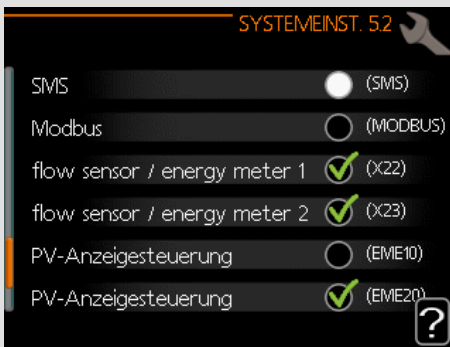 SYSTEMEINST. 5.2
SMS (SMS)
Modbus (MODBUS)
flow sensor / energy meter 1 (X22)
flow sensor / energy meter 2 (X23)
PV-Anzeigesteuerung (EME10)
PV-Anzeigesteuerung (EME20)
?